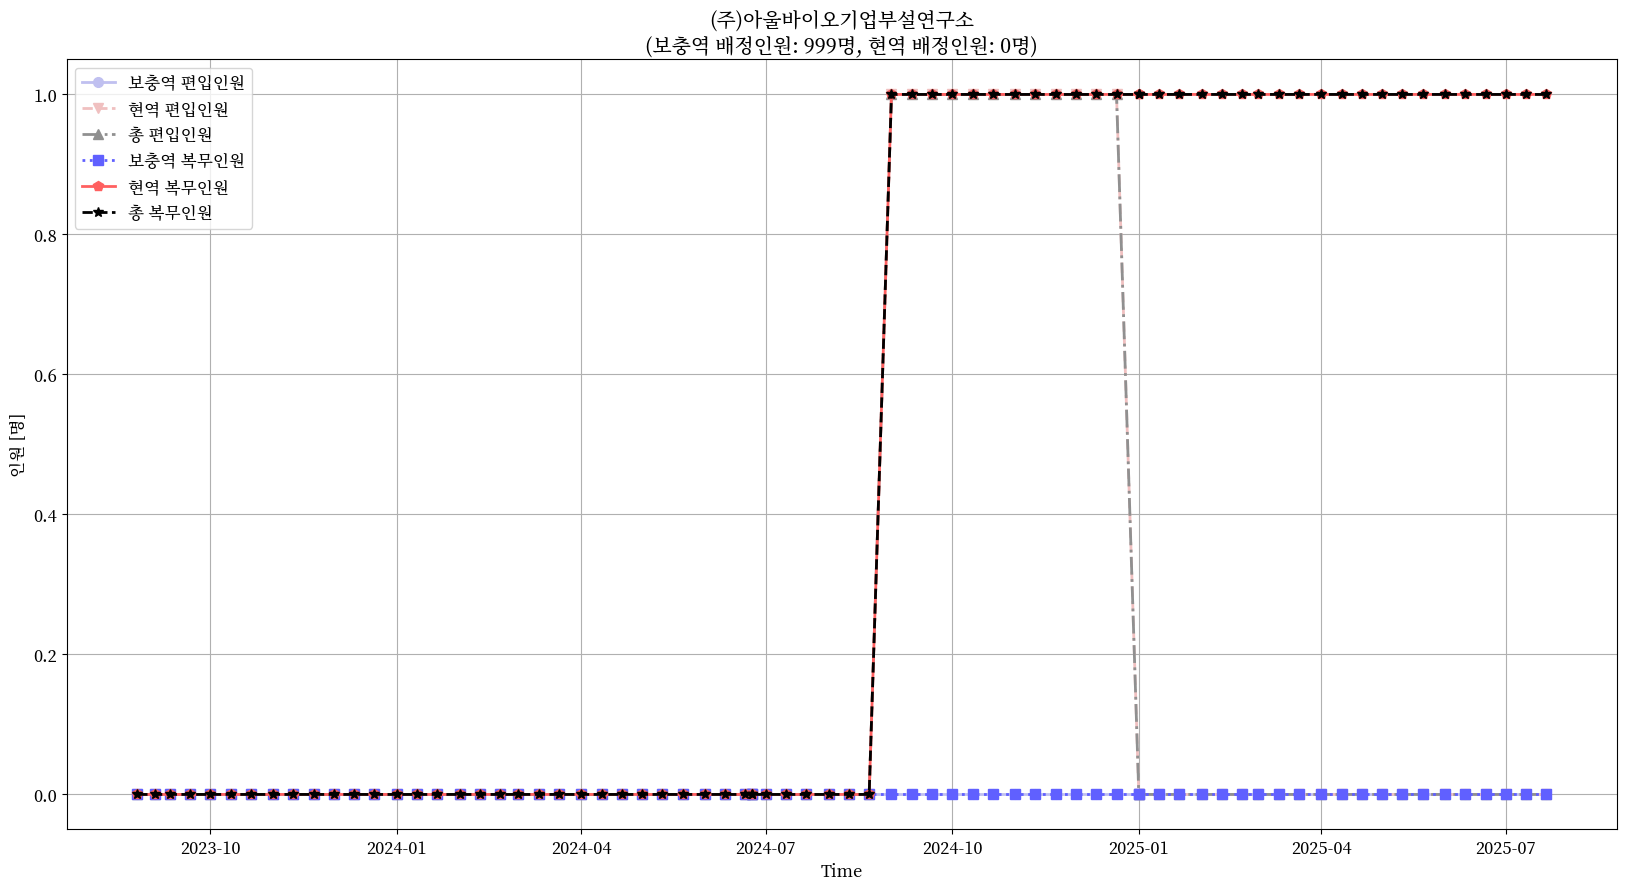 (주)아울바이오기업부설연구소
(보충역 배정인원: 999명, 현역 배정인원: 0명)
보충역 편입인원
현역 편입인원
총 편입인원
보충역 복무인원
현역 복무인원
총 복무인원
1.0
0.8
0.6
0.4
0.2
0.0
인원 [명]
2023-10
2024-01
2024-04
2024-07
2024-10
2025-01
2025-04
2025-07
Time